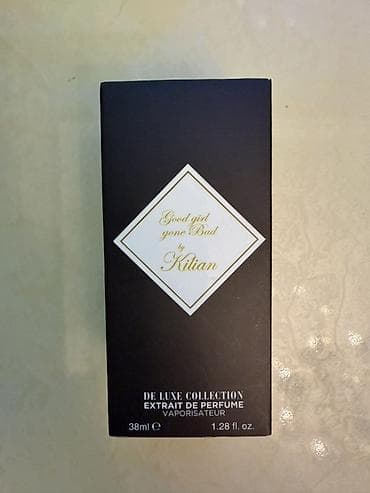 Good girl
gone Bad
by
Kilian
DE LUXE COLLECTION
EXTRAIT DE PERFUME
VAPORISATEUR
38ml ℮ 1.28 fl. oz.